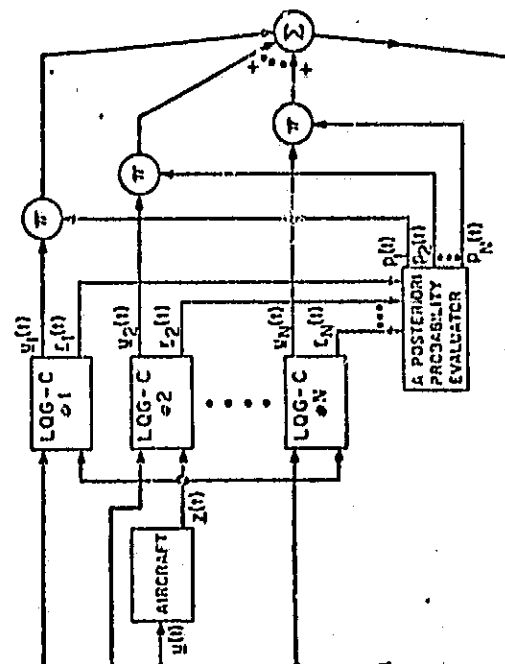 u(t)
AIRCRAFT
z(t)
LQG-C
#1
u1(t)
r1(t)
π
LQG-C
#2
u2(t)
r2(t)
π
LQG-C
#N
uN(t)
rN(t)
π
A POSTERIORI
PROBABILITY
EVALUATOR
P1(t)
P2(t)
PN(t)
+
+
Σ